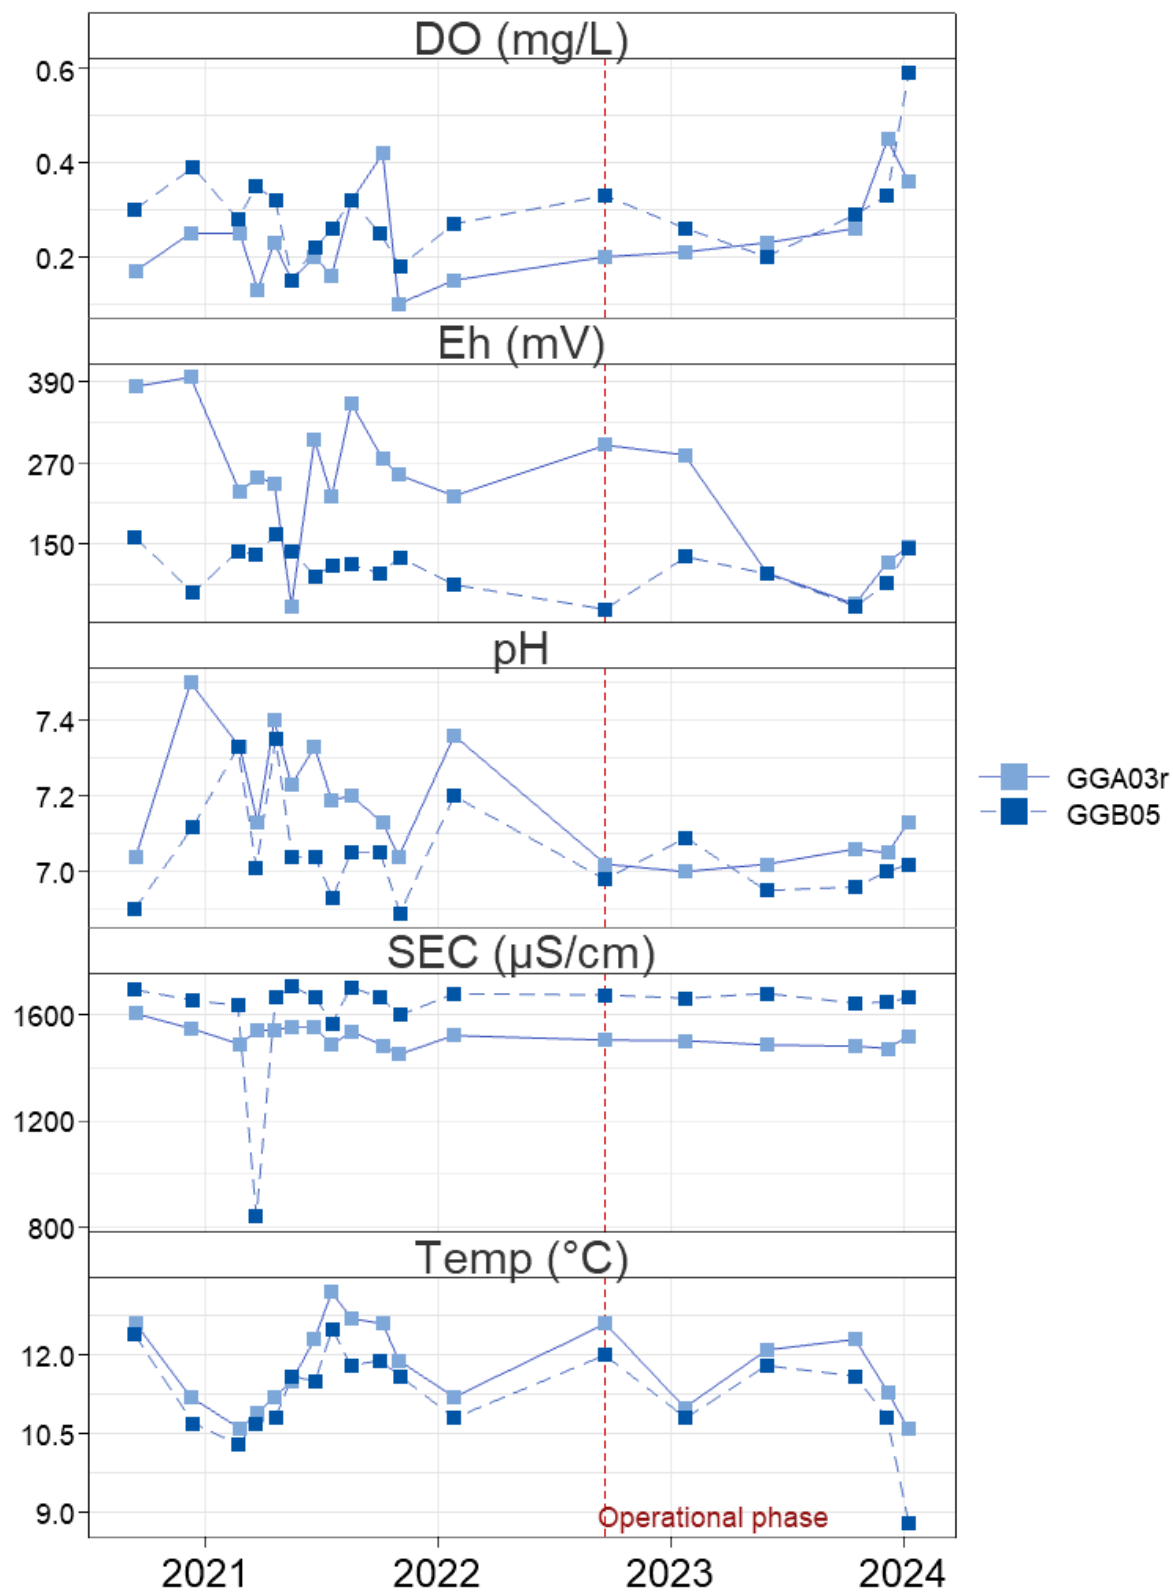 DO (mg/L)
0.6
0.4
0.2
Eh (mV)
390
270
150
pH
7.4
7.2
7.0
GGA03r
GGB05
SEC (µS/cm)
1600
1200
800
Temp (°C)
12.0
10.5
9.0
Operational phase
2021 2022 2023 2024